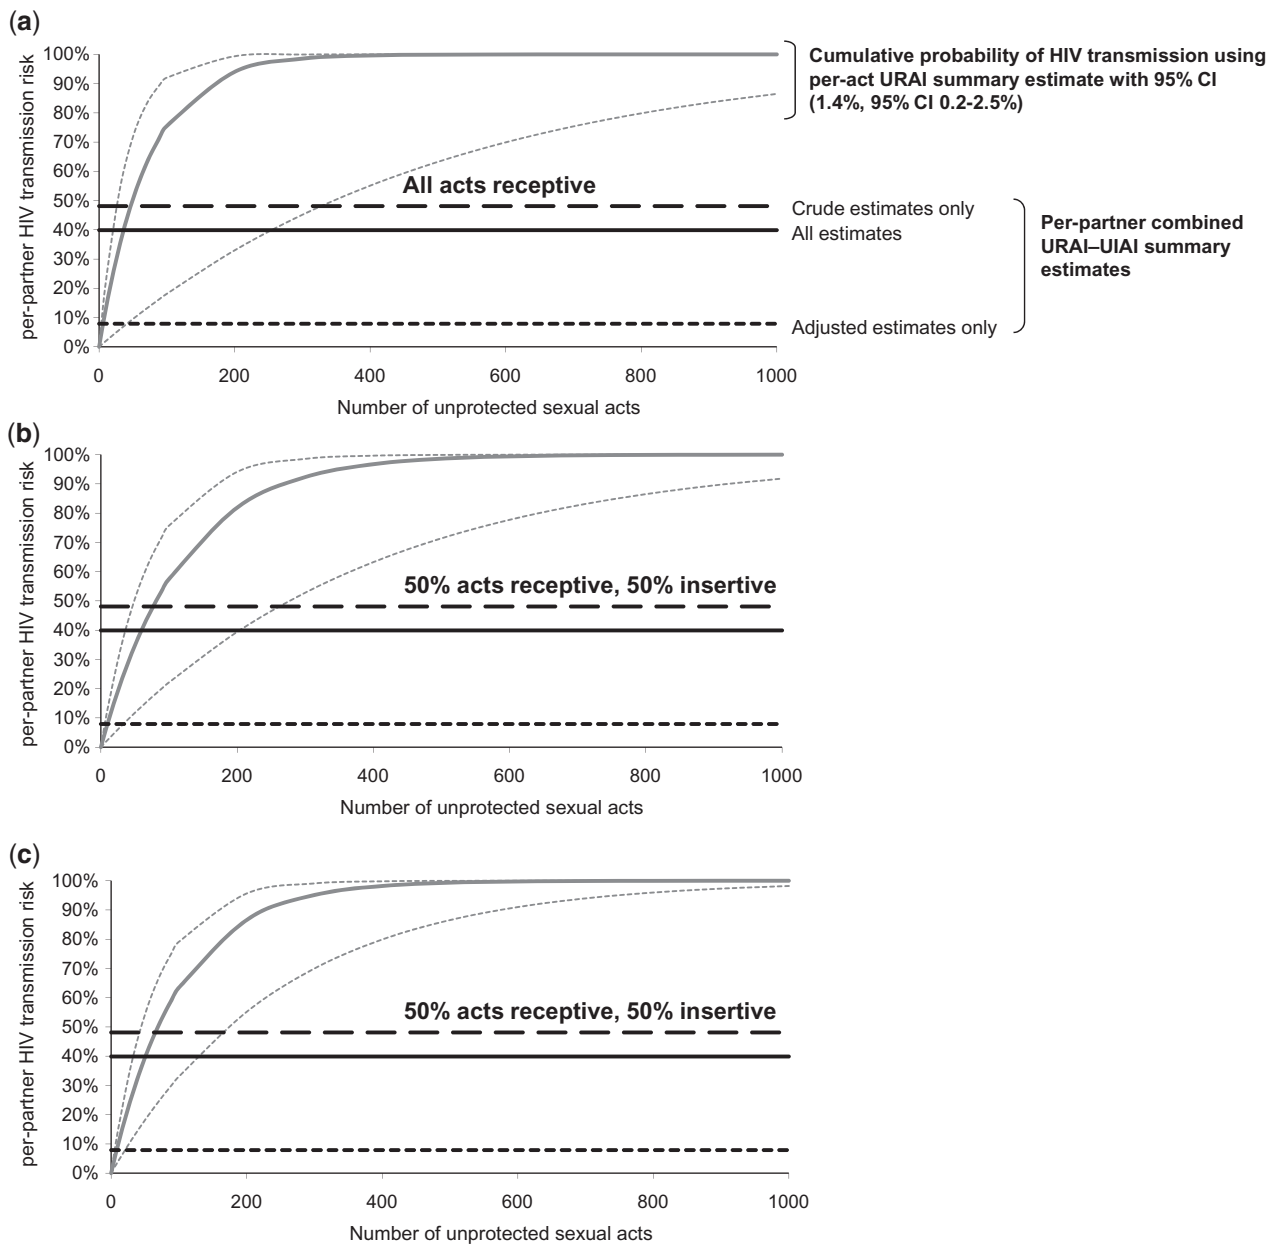 (a)
per-partner HIV transmission risk
100%
90%
80%
70%
60%
50%
40%
30%
20%
10%
0%
All acts receptive
0 200 400 600 800 1000
Number of unprotected sexual acts
Cumulative probability of HIV transmission using
per-act URAI summary estimate with 95% CI
(1.4%, 95% CI 0.2-2.5%)
Crude estimates only
All estimates
Adjusted estimates only
Per-partner combined
URAI–UIAI summary
estimates
(b)
per-partner HIV transmission risk
100%
90%
80%
70%
60%
50%
40%
30%
20%
10%
0%
50% acts receptive, 50% insertive
0 200 400 600 800 1000
Number of unprotected sexual acts
(c)
per-partner HIV transmission risk
100%
90%
80%
70%
60%
50%
40%
30%
20%
10%
0%
50% acts receptive, 50% insertive
0 200 400 600 800 1000
Number of unprotected sexual acts